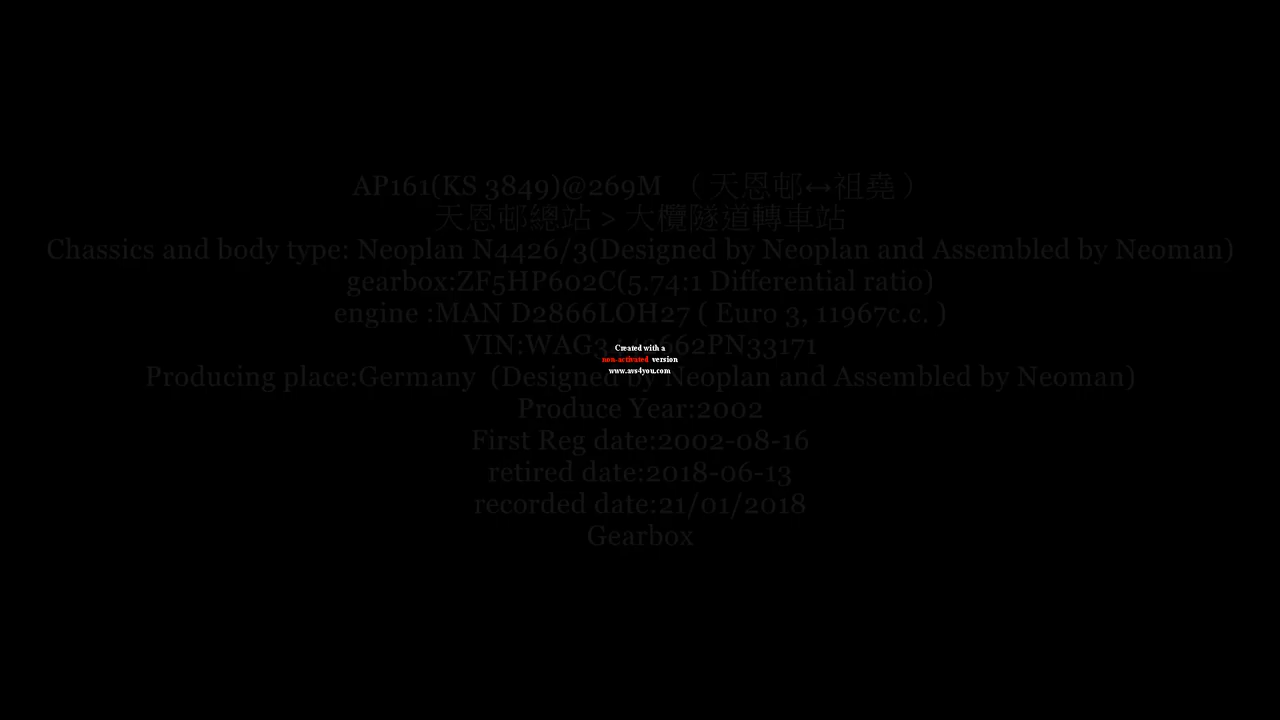 AP161(KS 3849)@269M （天恩邨↔祖堯）
天恩邨總站 > 大欖隧道轉車站
Chassics and body type: Neoplan N4426/3(Designed by Neoplan and Assembled by Neoman)
gearbox:ZF5HP602C(5.74:1 Differential ratio)
engine :MAN D2866LOH27 ( Euro 3, 11967c.c. )
Created with a
non-activated version
www.avs4you.com
Producing place:Germany (Designed by Neoplan and Assembled by Neoman)
Produce Year:2002
First Reg date:2002-08-16
retired date:2018-06-13
recorded date:21/01/2018
Gearbox